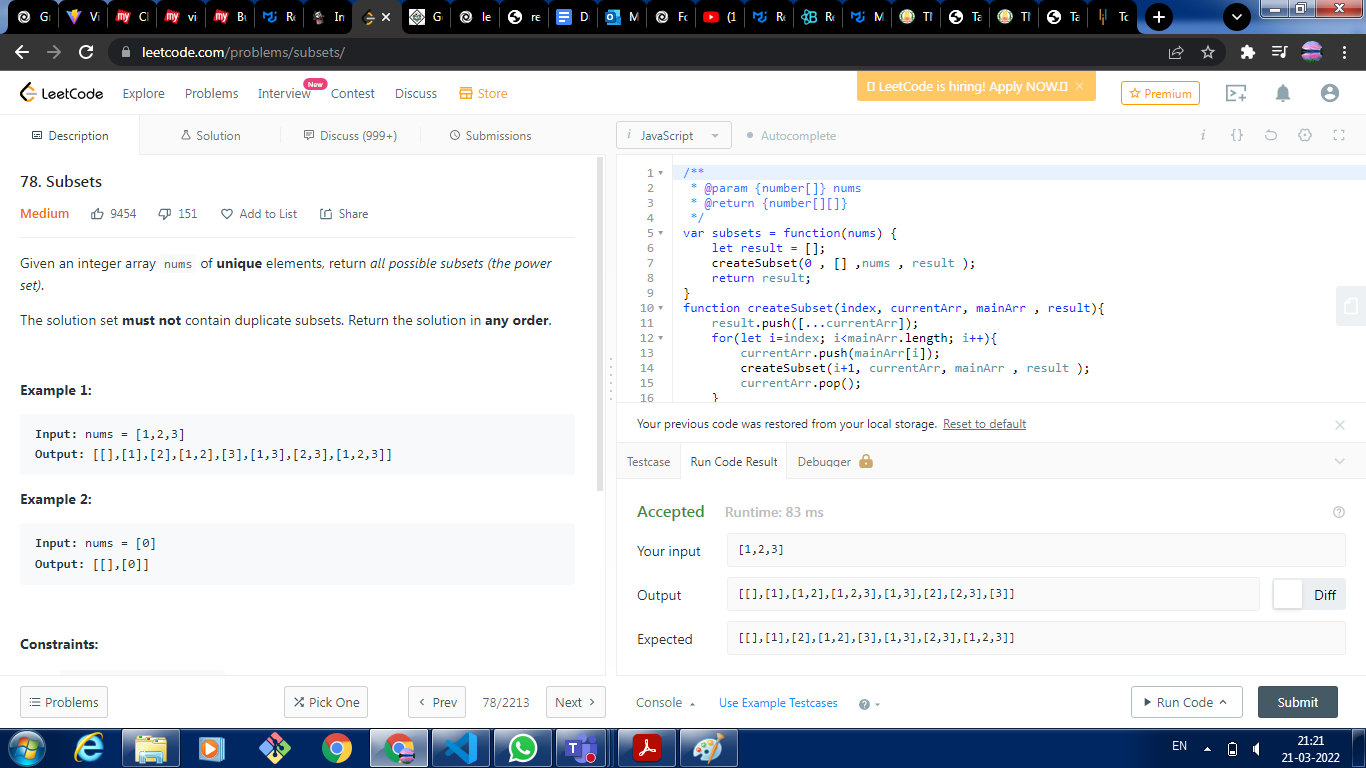 Gr
Vi
Cl
vi
Bu
Re
In
Ge
le
re
D
M
Fo
(1
Re
Re
M
Tl
Ta
Tl
Ta
To
leetcode.com/problems/subsets/
LeetCode
Explore
Problems
Interview
New
Contest
Discuss
Store
LeetCode is hiring! Apply NOW.
Premium
Description
Solution
Discuss (999+)
Submissions
i JavaScript
Autocomplete
78. Subsets
Medium
9454
151
Add to List
Share
Given an integer array nums of unique elements, return all possible subsets (the power
set).
The solution set must not contain duplicate subsets. Return the solution in any order.
Example 1:
Input: nums = [1,2,3]
Output: [[],[1],[2],[1,2],[3],[1,3],[2,3],[1,2,3]]
Example 2:
Input: nums = [0]
Output: [[],[0]]
Constraints:
1 /**
2 * @param {number[]} nums
3 * @return {number[][]}
4 */
5 var subsets = function(nums) {
6 let result = [];
7 createSubset(0 , [] ,nums , result );
8 return result;
9 }
10 function createSubset(index, currentArr, mainArr , result){
11 result.push([...currentArr]);
12 for(let i=index; i<mainArr.length; i++){
13 currentArr.push(mainArr[i]);
14 createSubset(i+1, currentArr, mainArr , result );
15 currentArr.pop();
16 }
Your previous code was restored from your local storage. Reset to default
Testcase
Run Code Result
Debugger
Accepted
Runtime: 83 ms
Your input
[1,2,3]
Output
[[],[1],[1,2],[1,2,3],[1,3],[2],[2,3],[3]]
Diff
Expected
[[],[1],[2],[1,2],[3],[1,3],[2,3],[1,2,3]]
Problems
Pick One
Prev
78/2213
Next
Console
Use Example Testcases
Run Code
Submit
EN
21:21
21-03-2022